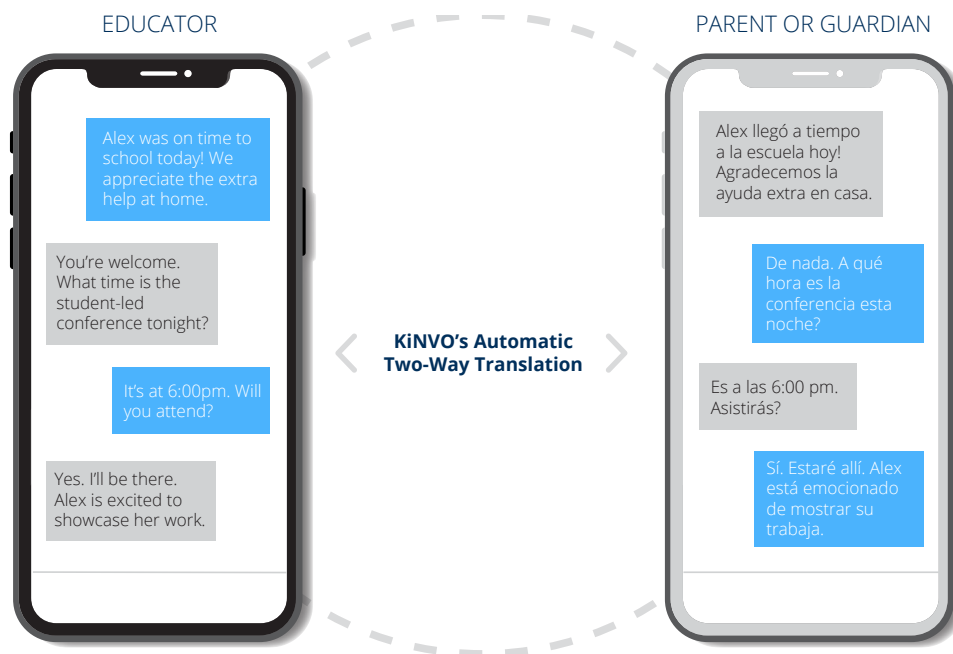 EDUCATOR
Alex was on time to
school today! We
appreciate the extra
help at home.
You’re welcome.
What time is the
student-led
conference tonight?
It’s at 6:00pm. Will
you attend?
Yes. I’ll be there.
Alex is excited to
showcase her work.
KiNVO’s Automatic
Two-Way Translation
PARENT OR GUARDIAN
Alex llegó a tiempo
a la escuela hoy!
Agradecemos la
ayuda extra en casa.
De nada. A qué
hora es la
conferencia esta
noche?
Es a las 6:00 pm.
Asistirás?
Sí. Estaré allí. Alex
está emocionado
de mostrar su
trabaja.